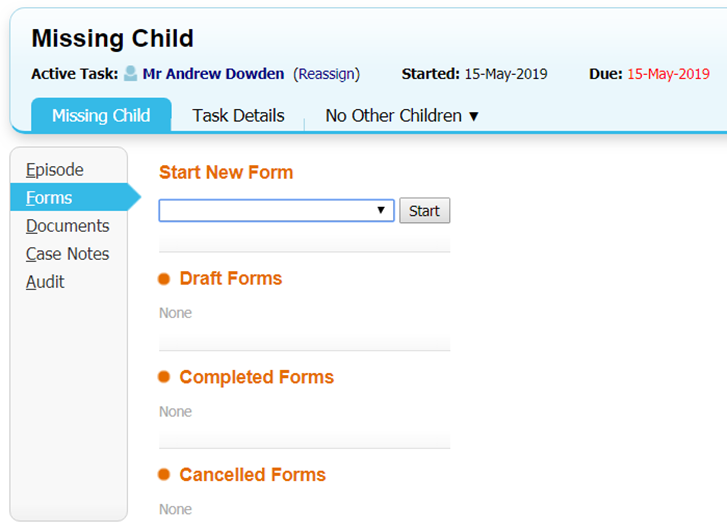 Missing Child
Active Task: Mr Andrew Dowden (Reassign) Started: 15-May-2019 Due: 15-May-2019
Missing Child Task Details No Other Children ▼
Episode
Forms
Documents
Case Notes
Audit
Start New Form
▼ Start
Draft Forms
None
Completed Forms
None
Cancelled Forms
None